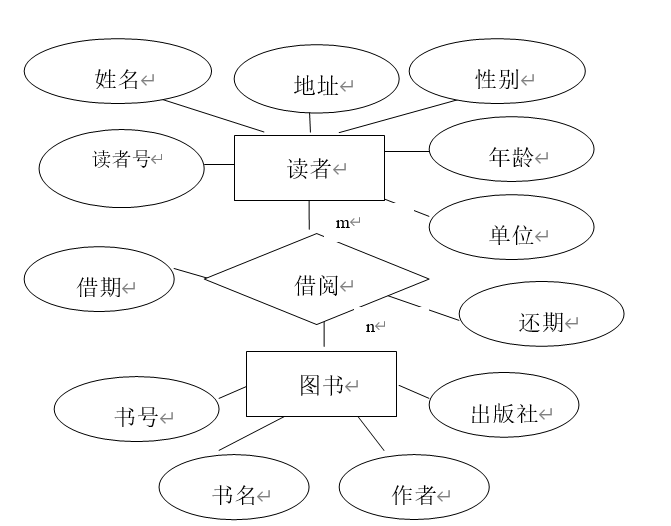 姓名
地址
性别
读者号
读者
年龄
单位
m
借期
借阅
还期
n
图书
书号
出版社
书名
作者